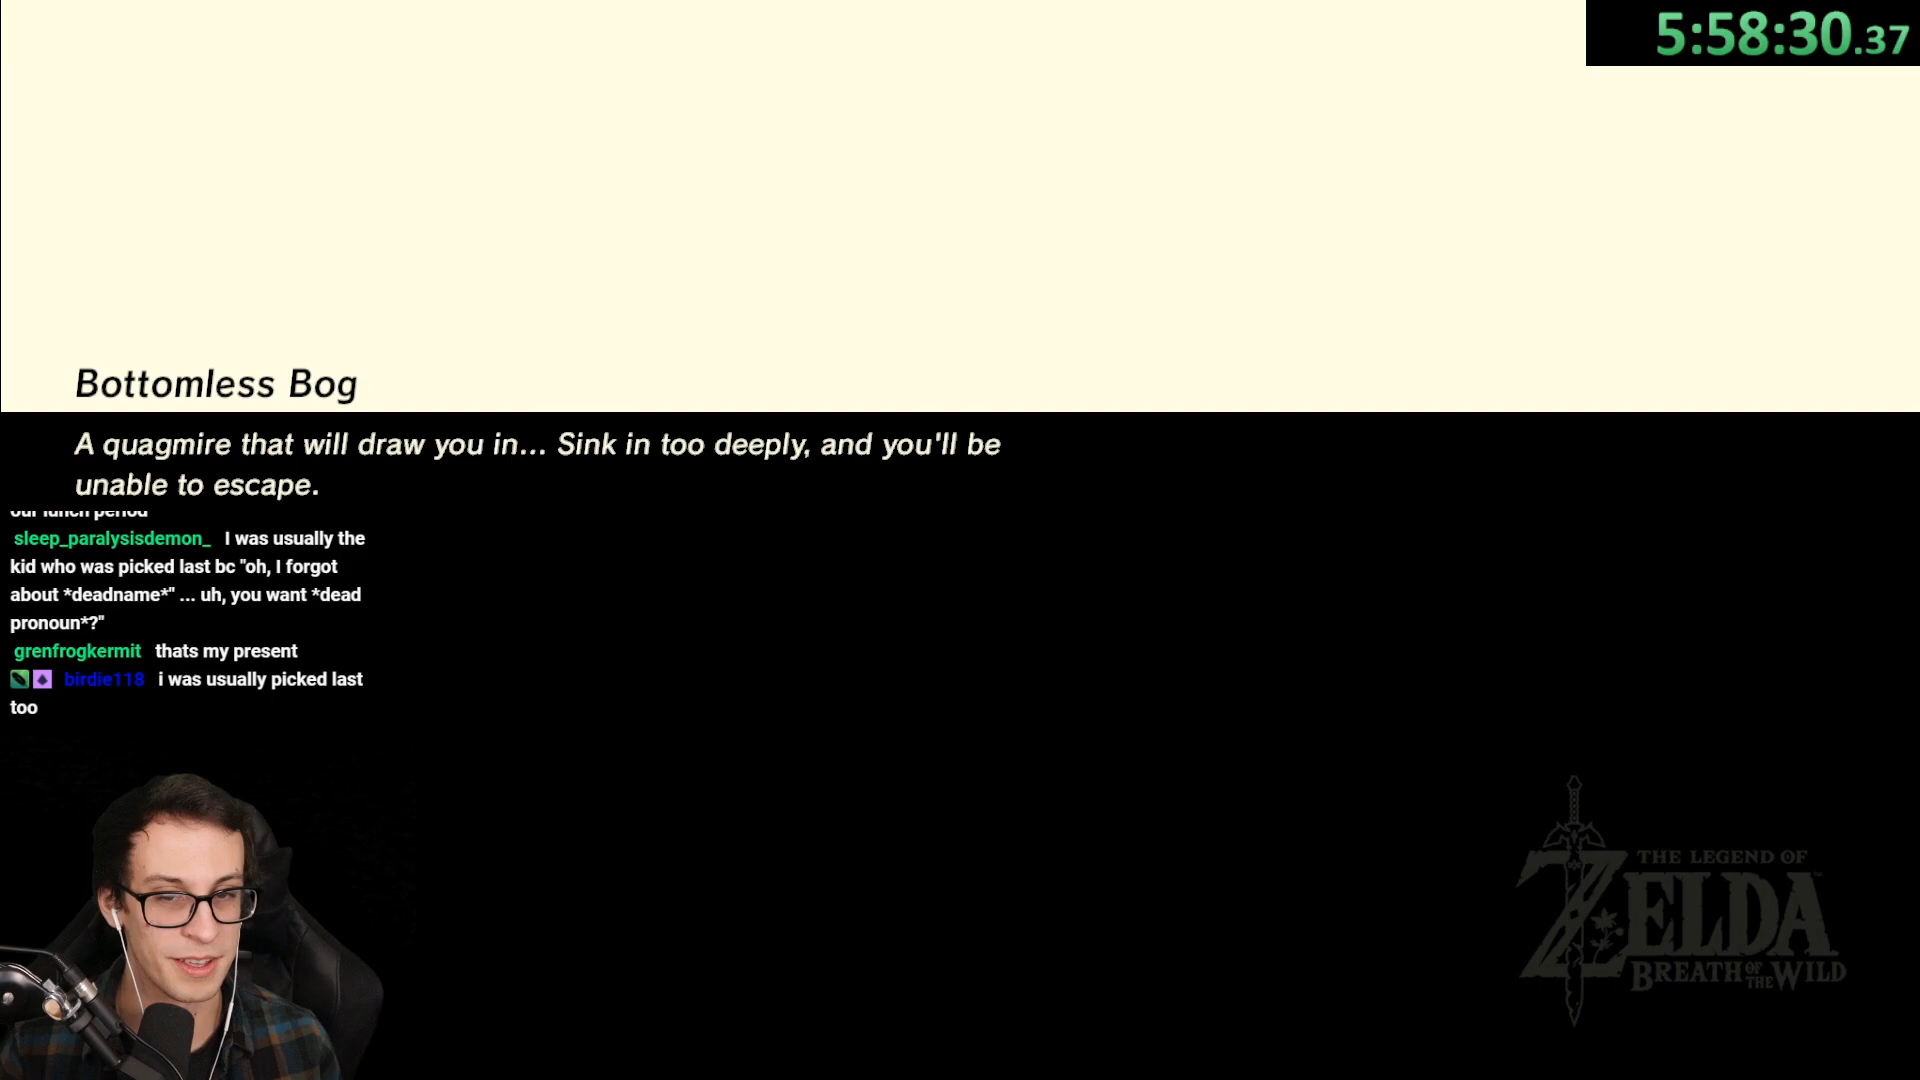 5:58:30.37
Bottomless Bog
A quagmire that will draw you in... Sink in too deeply, and you'll be
unable to escape.
our lunch period
sleep_paralysisdemon_ I was usually the
kid who was picked last bc "oh, I forgot
about *deadname*" ... uh, you want *dead
pronoun*?"
grenfrogkermit thats my present
birdie118 i was usually picked last
too
THE LEGEND OF
ZELDA
BREATH OF THE WILD